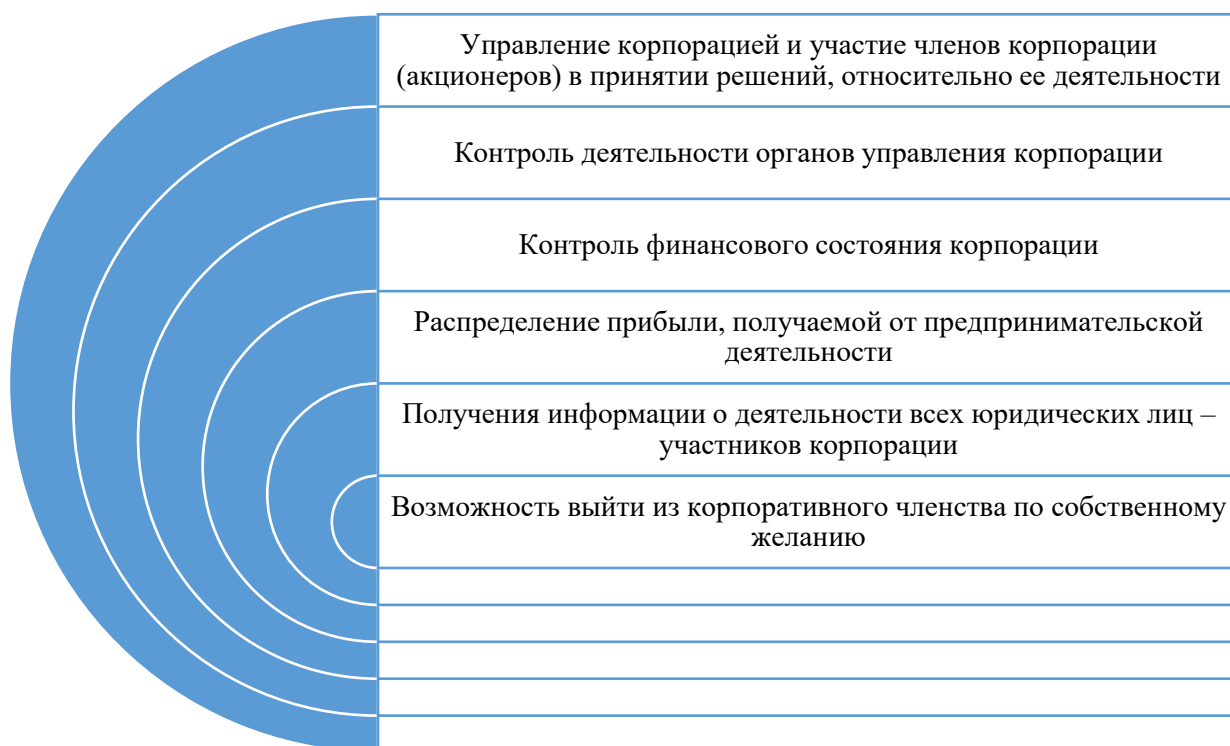 Управление корпорацией и участие членов корпорации
(акционеров) в принятии решений, относительно ее деятельности
Контроль деятельности органов управления корпорации
Контроль финансового состояния корпорации
Распределение прибыли, получаемой от предпринимательской
деятельности
Получения информации о деятельности всех юридических лиц –
участников корпорации
Возможность выйти из корпоративного членства по собственному
желанию